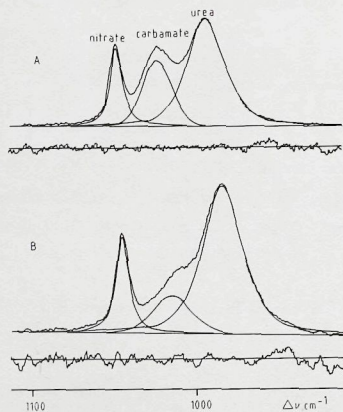 urea
nitrate carbamate
A
B
1100 1000 Δν cm⁻¹